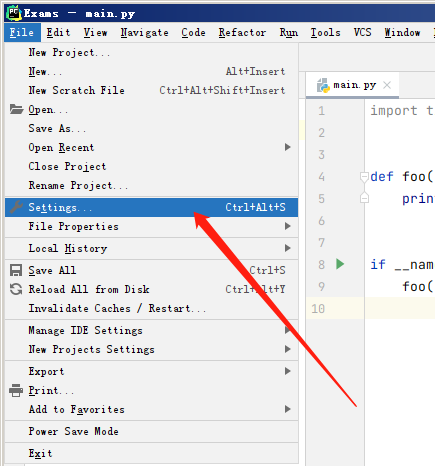 PC Exams – main.py
File Edit View Navigate Code Refactor Run Tools VCS Window
New Project...
New... Alt+Insert
New Scratch File Ctrl+Alt+Shift+Insert
Open...
Save As...
Open Recent
Close Project
Rename Project...
Settings... Ctrl+Alt+S
File Properties
Local History
Save All Ctrl+S
Reload All from Disk Ctrl+Alt+Y
Invalidate Caches / Restart...
Manage IDE Settings
New Projects Settings
Export
Print...
Add to Favorites
Power Save Mode
Exit
main.py
1 import t
2
3
4 def foo(
5 prin
6
7
8 if __nam
9 foo(
10